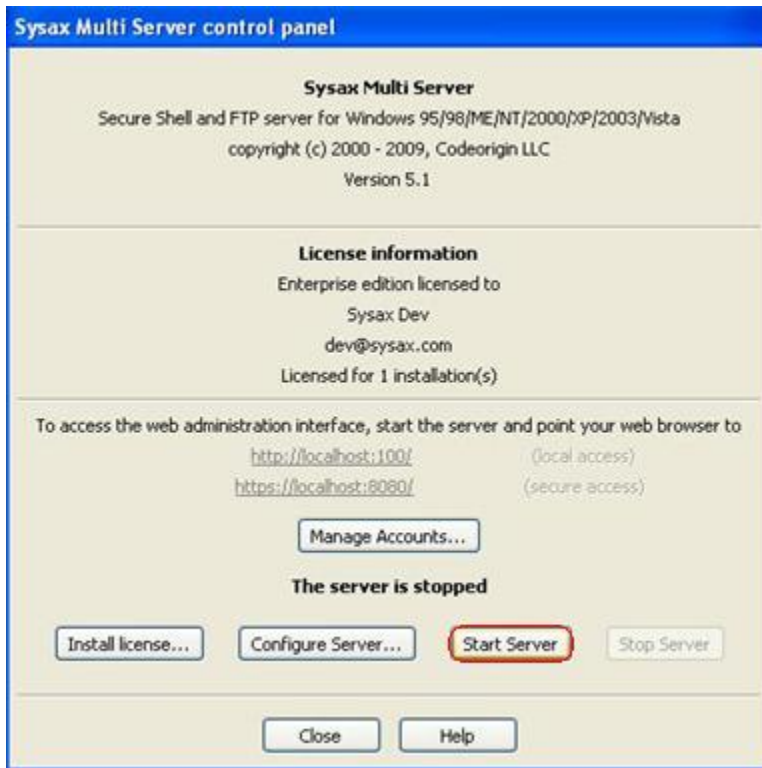 Sysax Multi Server control panel
Sysax Multi Server
Secure Shell and FTP server for Windows 95/98/ME/NT/2000/XP/2003/Vista
copyright (c) 2000 - 2009, Codeorigin LLC
Version 5.1
License information
Enterprise edition licensed to
Sysax Dev
dev@sysax.com
Licensed for 1 installation(s)
To access the web administration interface, start the server and point your web browser to
http://localhost:100/ (local access)
https://localhost:8080/ (secure access)
Manage Accounts...
The server is stopped
Install license... Configure Server... Start Server Stop Server
Close Help